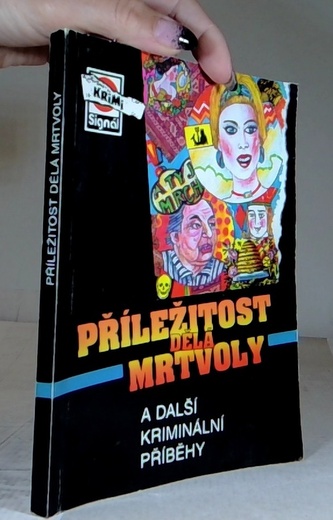 PŘÍLEŽITOST DĚLÁ MRTVOLY
KRIMI
Signál
PŘÍLEŽITOST
DĚLÁ
MRTVOLY
A DALŠÍ
KRIMINÁLNÍ
PŘÍBĚHY